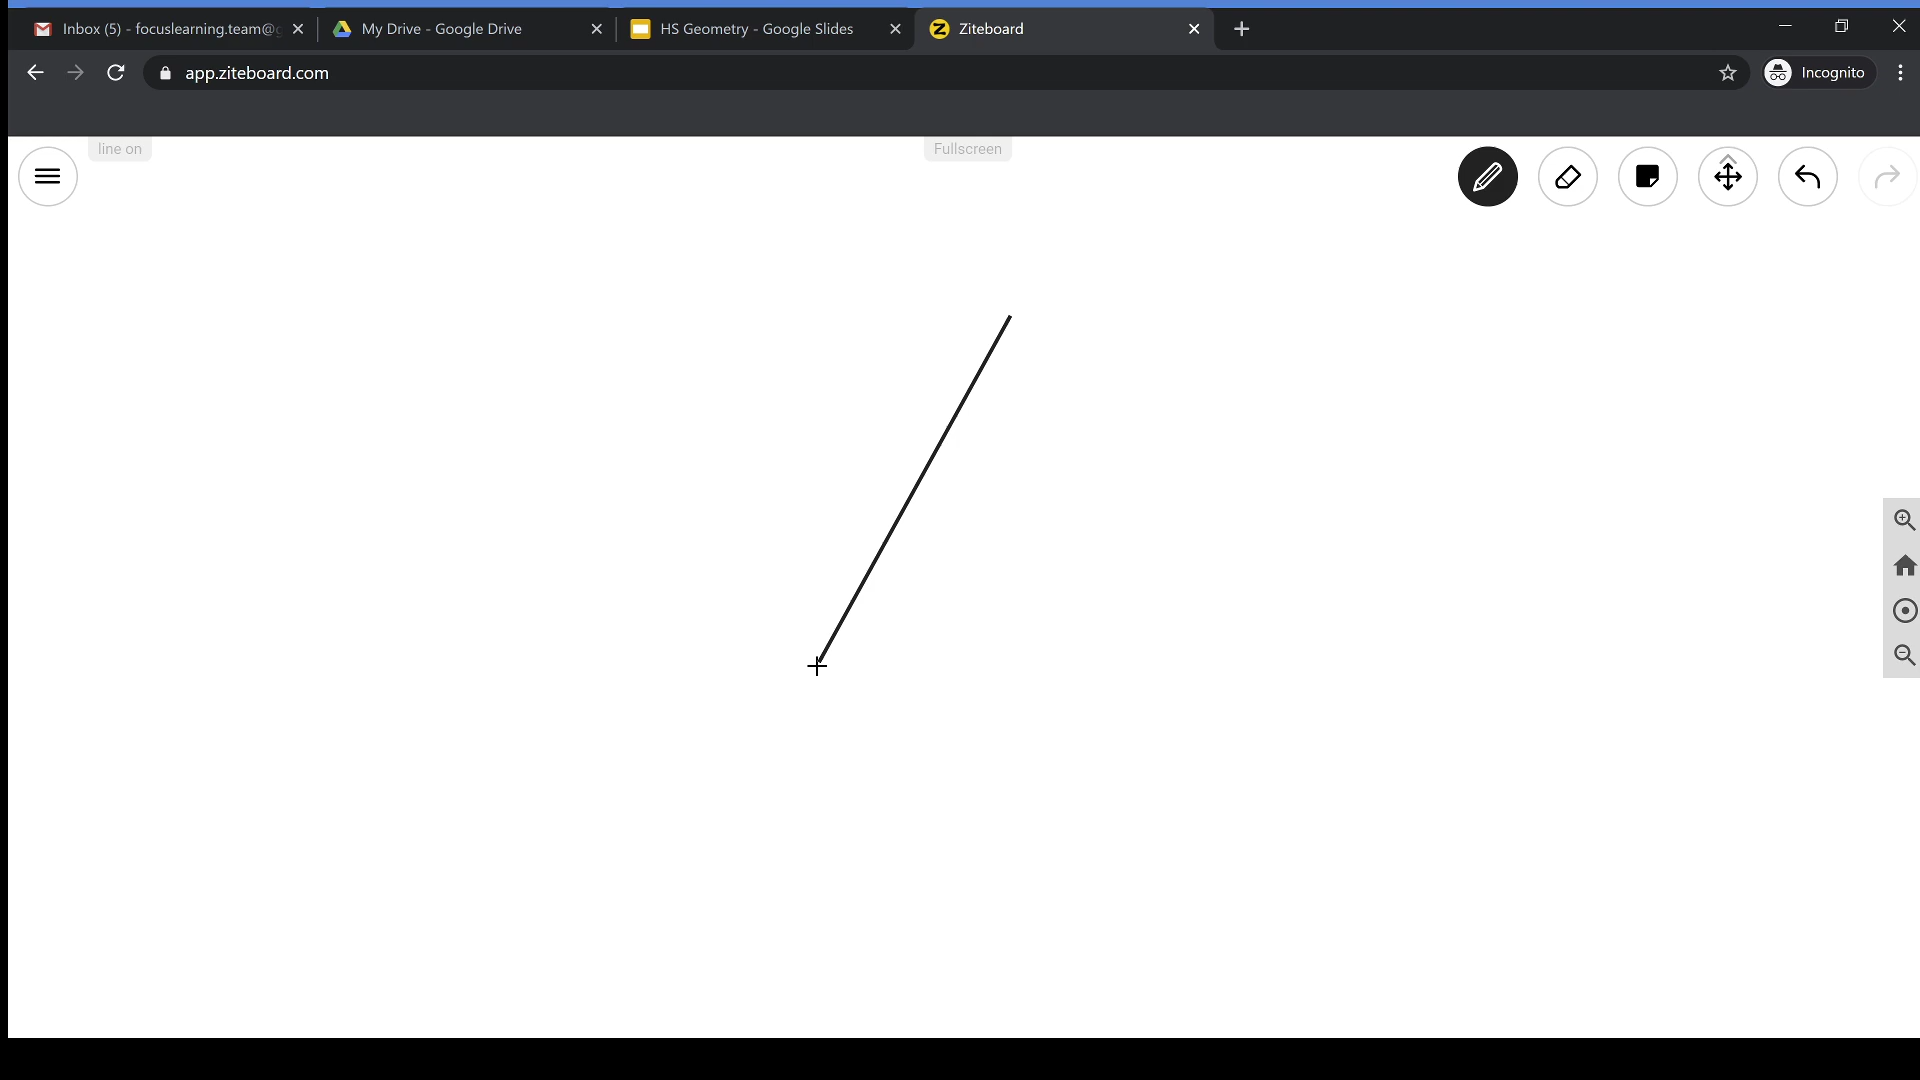 Inbox (5) - focuslearning.team@g
My Drive - Google Drive
HS Geometry - Google Slides
Z Ziteboard
app.ziteboard.com
Incognito
line on
Fullscreen